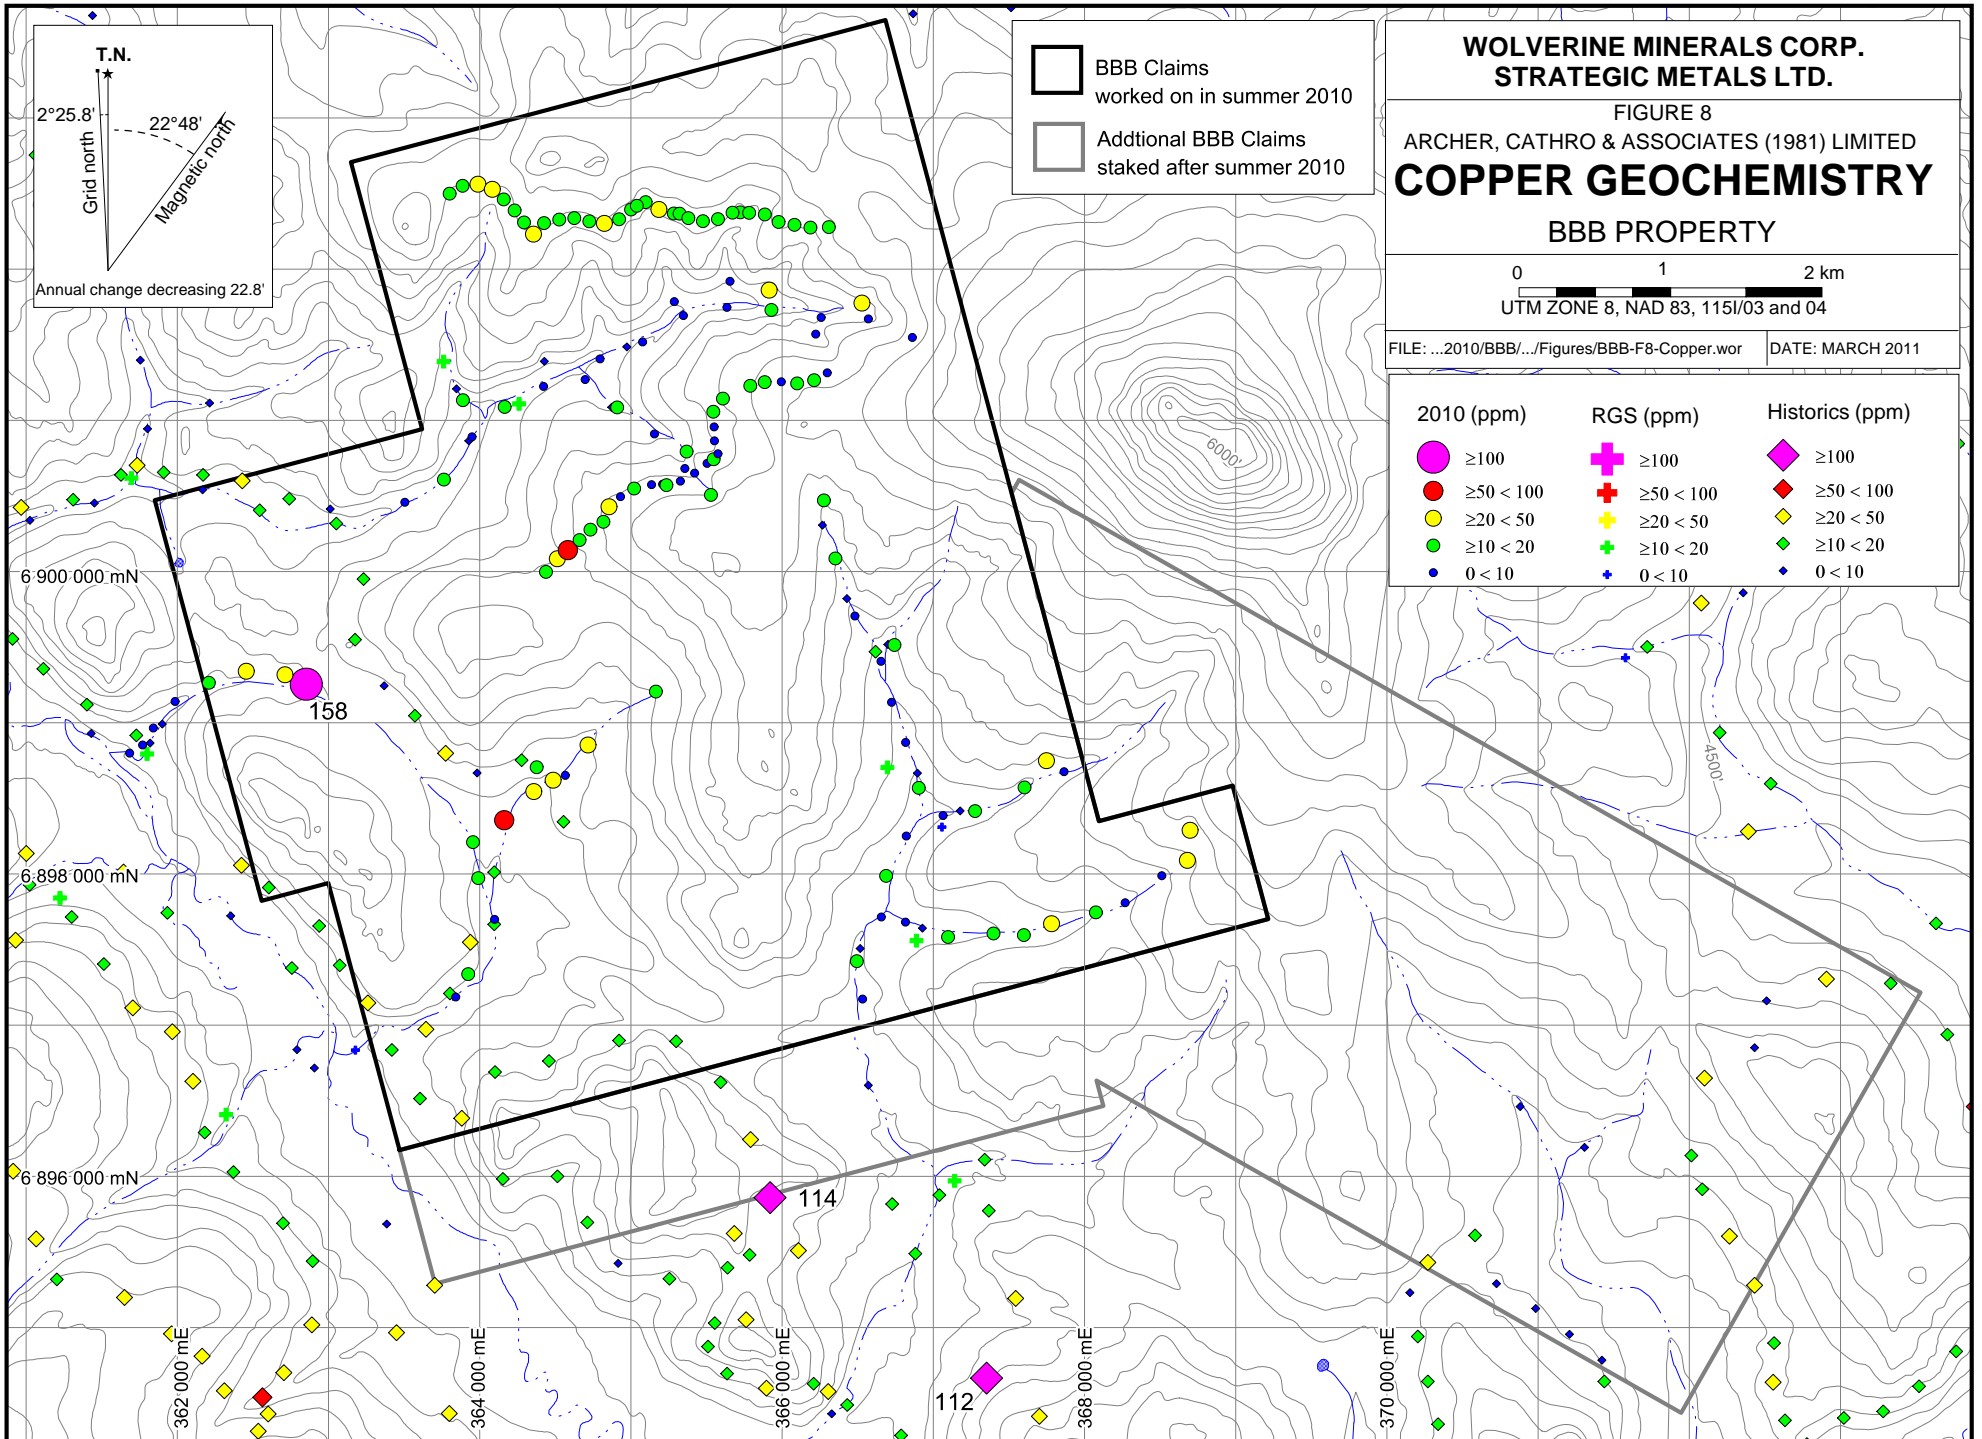 T.N.
2°25.8'
22°48'
Grid north
Magnetic north
Annual change decreasing 22.8'
BBB Claims
worked on in summer 2010
Addtional BBB Claims
staked after summer 2010
WOLVERINE MINERALS CORP.
STRATEGIC METALS LTD.
FIGURE 8
ARCHER, CATHRO & ASSOCIATES (1981) LIMITED
COPPER GEOCHEMISTRY
BBB PROPERTY
0 1 2 km
UTM ZONE 8, NAD 83, 115I/03 and 04
FILE: ...2010/BBB/.../Figures/BBB-F8-Copper.wor
DATE: MARCH 2011
2010 (ppm) RGS (ppm) Historics (ppm)
≥100 ≥100 ≥100
≥50 < 100 ≥50 < 100 ≥50 < 100
≥20 < 50 ≥20 < 50 ≥20 < 50
≥10 < 20 ≥10 < 20 ≥10 < 20
0 < 10 0 < 10 0 < 10
6000'
6 900 000 mN
158
4500'
6 898 000 mN
6 896 000 mN
114
112
362 000 mE
364 000 mE
366 000 mE
368 000 mE
370 000 mE